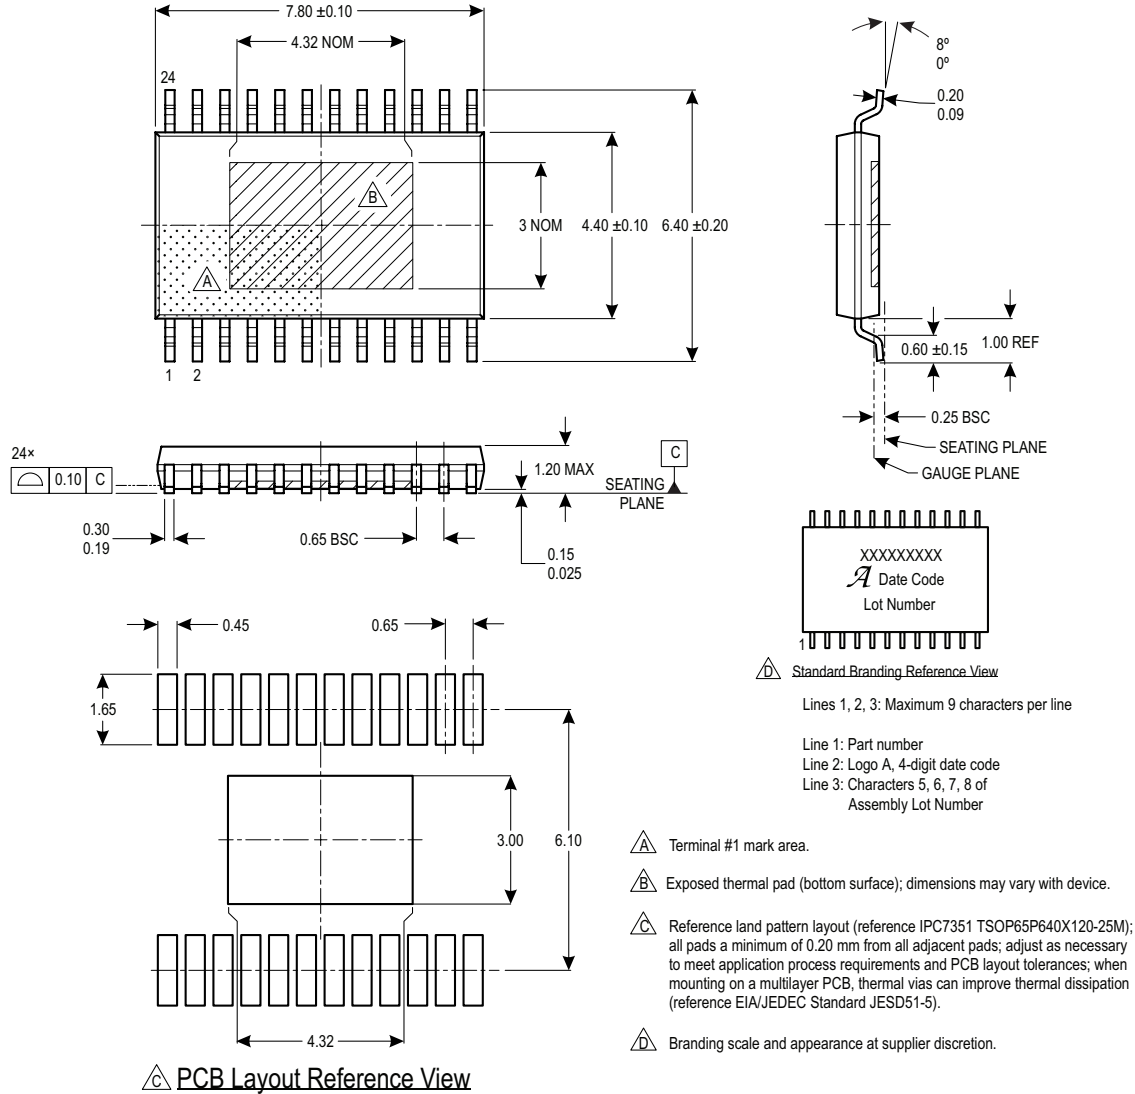 7.80 ±0.10
4.32 NOM
24
B
A
3 NOM
4.40 ±0.10
6.40 ±0.20
1 2
8º
0º
0.20
0.09
0.60 ±0.15
1.00 REF
0.25 BSC
SEATING PLANE
GAUGE PLANE
24×
0.10 C
0.30
0.19
0.65 BSC
1.20 MAX
SEATING
PLANE
C
0.15
0.025
XXXXXXXXX
A Date Code
Lot Number
1
D Standard Branding Reference View
Lines 1, 2, 3: Maximum 9 characters per line
Line 1: Part number
Line 2: Logo A, 4-digit date code
Line 3: Characters 5, 6, 7, 8 of
Assembly Lot Number
0.45
0.65
1.65
3.00
6.10
4.32
C PCB Layout Reference View
A Terminal #1 mark area.
B Exposed thermal pad (bottom surface); dimensions may vary with device.
C Reference land pattern layout (reference IPC7351 TSOP65P640X120-25M);
all pads a minimum of 0.20 mm from all adjacent pads; adjust as necessary
to meet application process requirements and PCB layout tolerances; when
mounting on a multilayer PCB, thermal vias can improve thermal dissipation
(reference EIA/JEDEC Standard JESD51-5).
D Branding scale and appearance at supplier discretion.